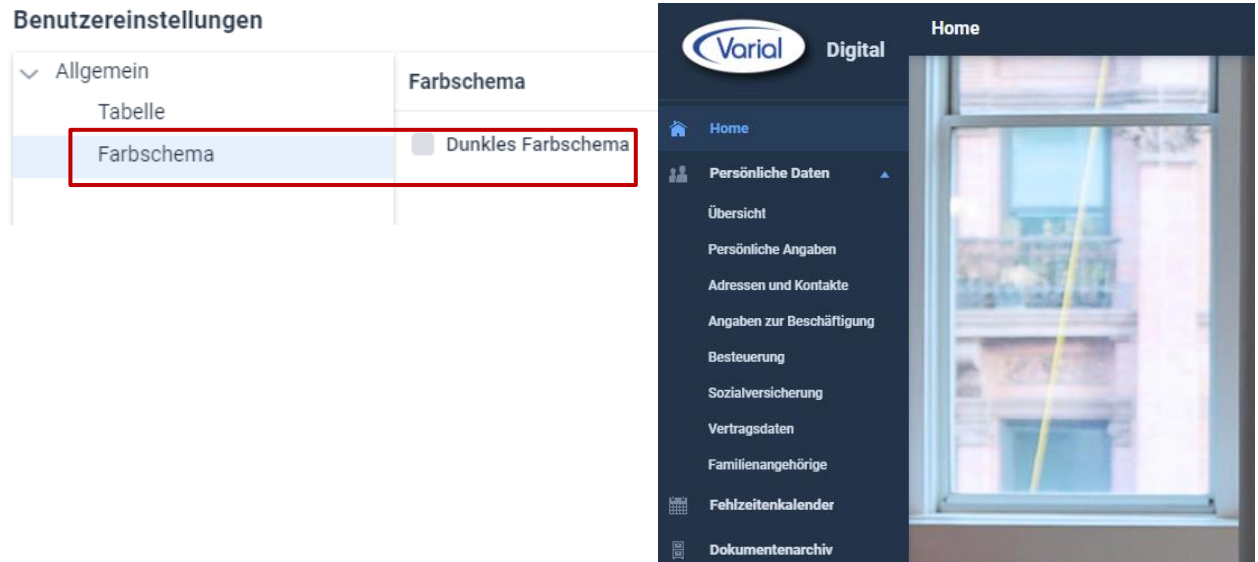 Benutzereinstellungen
Allgemein
Tabelle
Farbschema
Farbschema
Dunkles Farbschema
Varial Digital
Home
Home
Persönliche Daten
Übersicht
Persönliche Angaben
Adressen und Kontakte
Angaben zur Beschäftigung
Besteuerung
Sozialversicherung
Vertragsdaten
Familienangehörige
Fehlzeitenkalender
Dokumentenarchiv